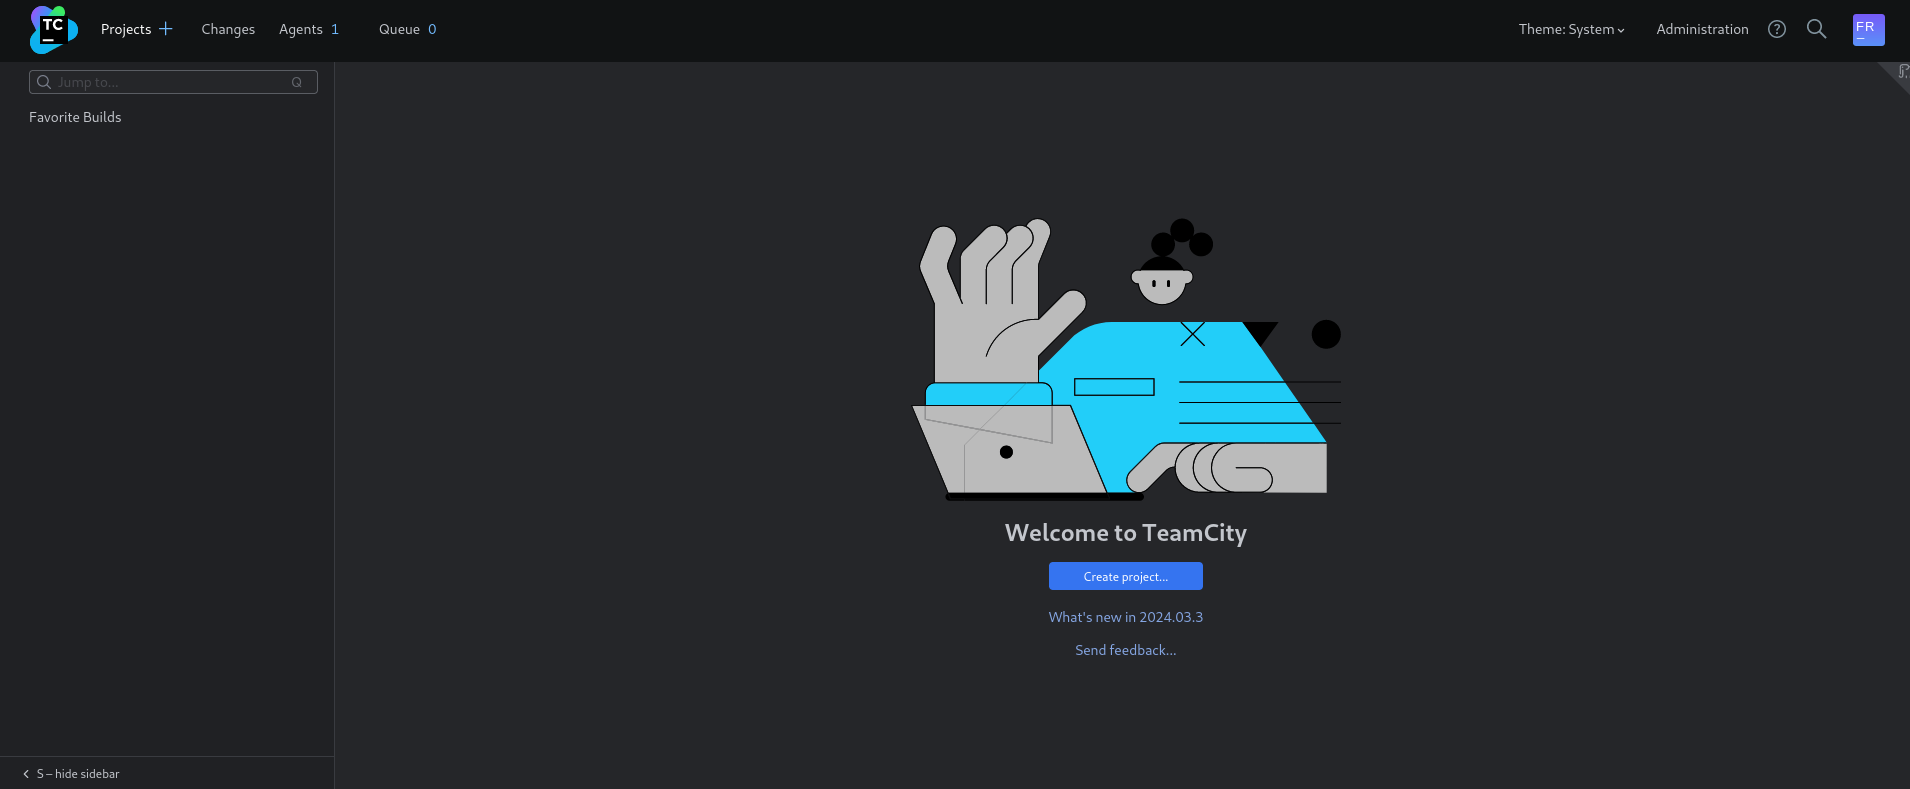 TC Projects Changes Agents 1 Queue 0 Theme: System Administration ? FR
Jump to... Q
Favorite Builds
Welcome to TeamCity
Create project...
What's new in 2024.03.3
Send feedback...
S – hide sidebar